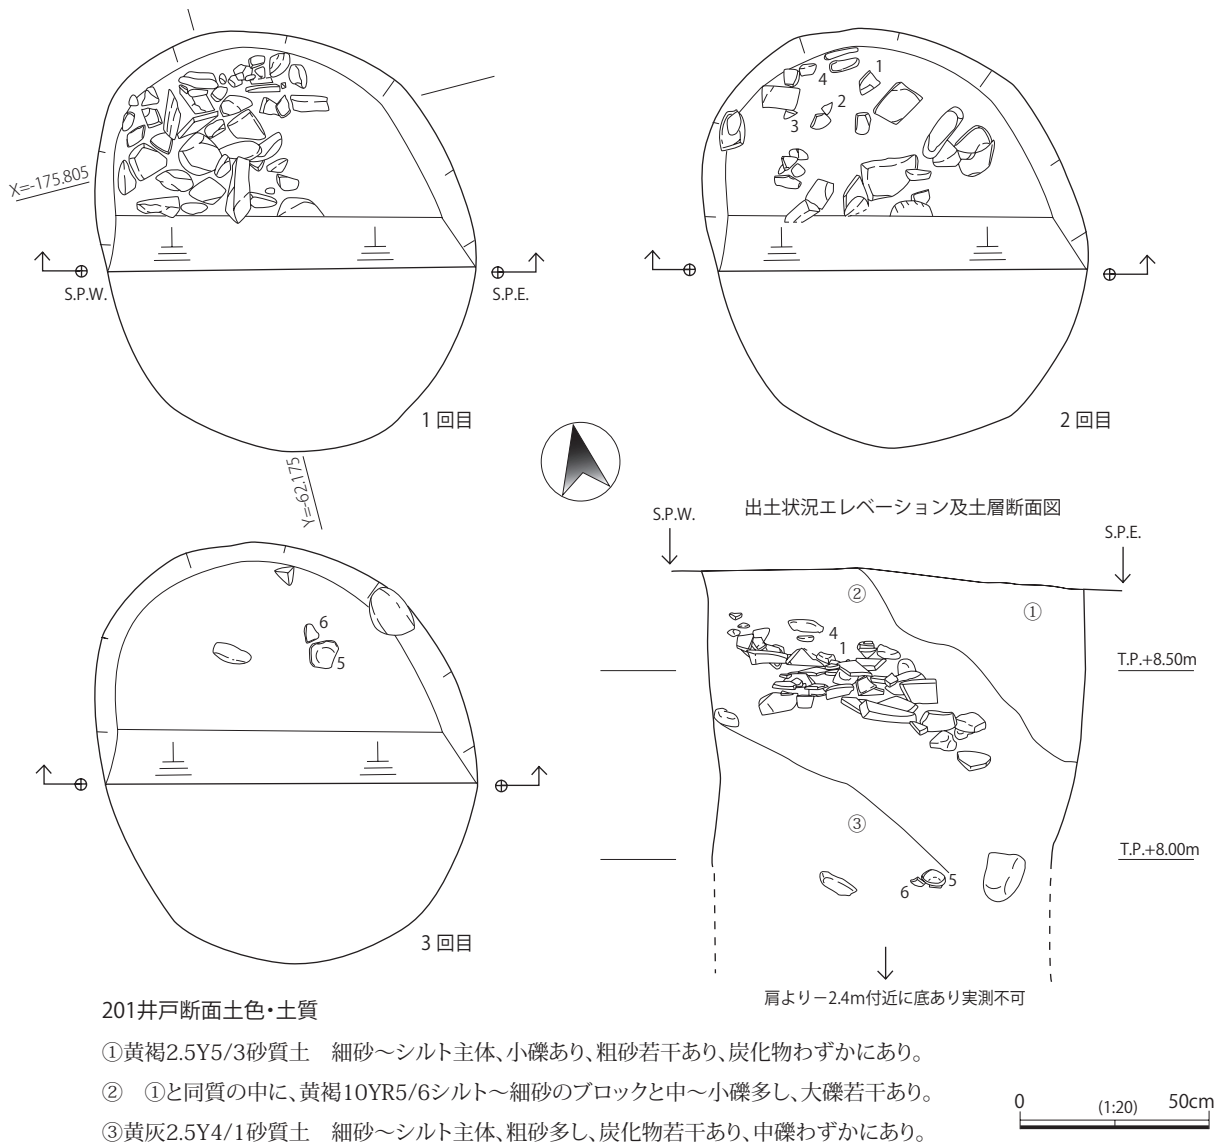 1
4
2
3
X=-175.805
S.P.W.
S.P.E.
1回目
2回目
Y=-62.175
出土状況エレベーション及土層断面図
S.P.W.
S.P.E.
②
①
6
5
4
1
T.P.+8.50m
③
T.P.+8.00m
5
6
3回目
肩より−2.4m付近に底あり実測不可
201井戸断面土色・土質
①黄褐2.5Y5/3砂質土　細砂～シルト主体、小礫あり、粗砂若干あり、炭化物わずかにあり。
②　①と同質の中に、黄褐10YR5/6シルト～細砂のブロックと中～小礫多し、大礫若干あり。
③黄灰2.5Y4/1砂質土　細砂～シルト主体、粗砂多し、炭化物若干あり、中礫わずかにあり。
0 (1:20) 50cm